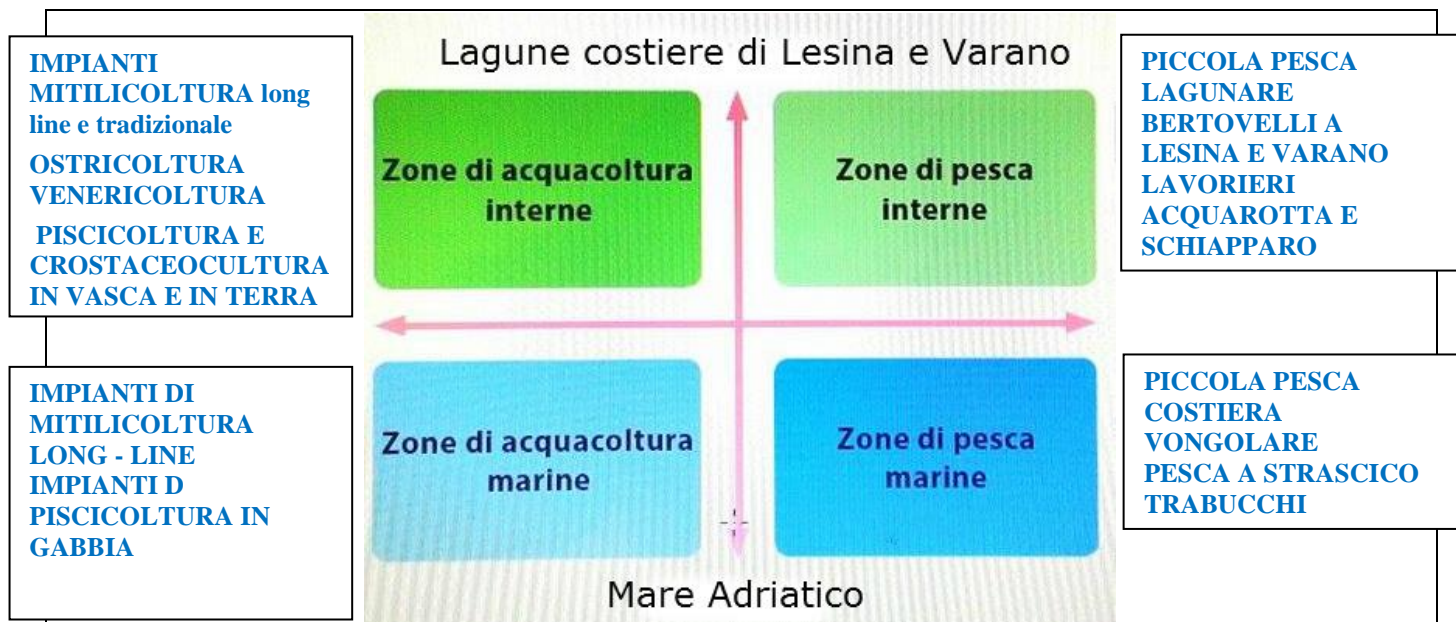 Lagune costiere di Lesina e Varano
IMPIANTI
MITILICOLTURA long
line e tradizionale
OSTRICOLTURA
VENERICOLTURA
PISCICOLTURA E
CROSTACEOCULTURA
IN VASCA E IN TERRA
Zone di acquacoltura
interne
Zone di pesca
interne
PICCOLA PESCA
LAGUNARE
BERTOVELLI A
LESINA E VARANO
LAVORIERI
ACQUAROTTA E
SCHIAPPARO
IMPIANTI DI
MITILICOLTURA
LONG - LINE
IMPIANTI D
PISCICOLTURA IN
GABBIA
Zone di acquacoltura
marine
Zone di pesca
marine
PICCOLA PESCA
COSTIERA
VONGOLARE
PESCA A STRASCICO
TRABUCCHI
Mare Adriatico